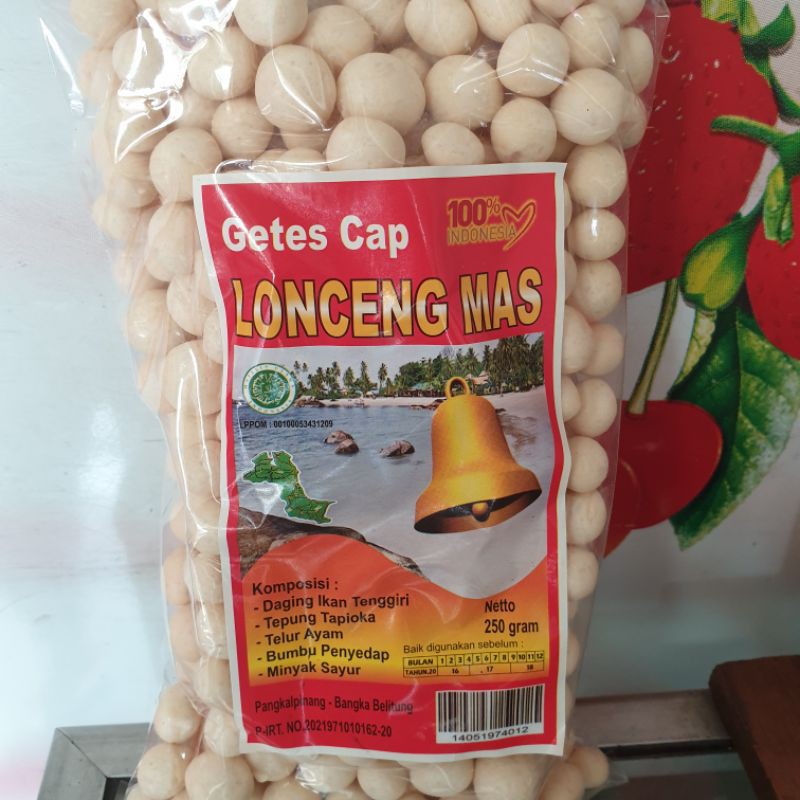 Getes Cap
100%
INDONESIA
LONCENG MAS
LPPOM : 00100053431209
Komposisi :
- Daging Ikan Tenggiri
- Tepung Tapioka
- Telur Ayam
- Bumbu Penyedap
- Minyak Sayur
Netto
250 gram
Baik digunakan sebelum :
BULAN 1 2 3 4 5 6 7 8 9 10 11 12
TAHUN.20 16 17 18
Pangkalpinang - Bangka Belitung
P-IRT. NO.2021971010162-20
14051974012